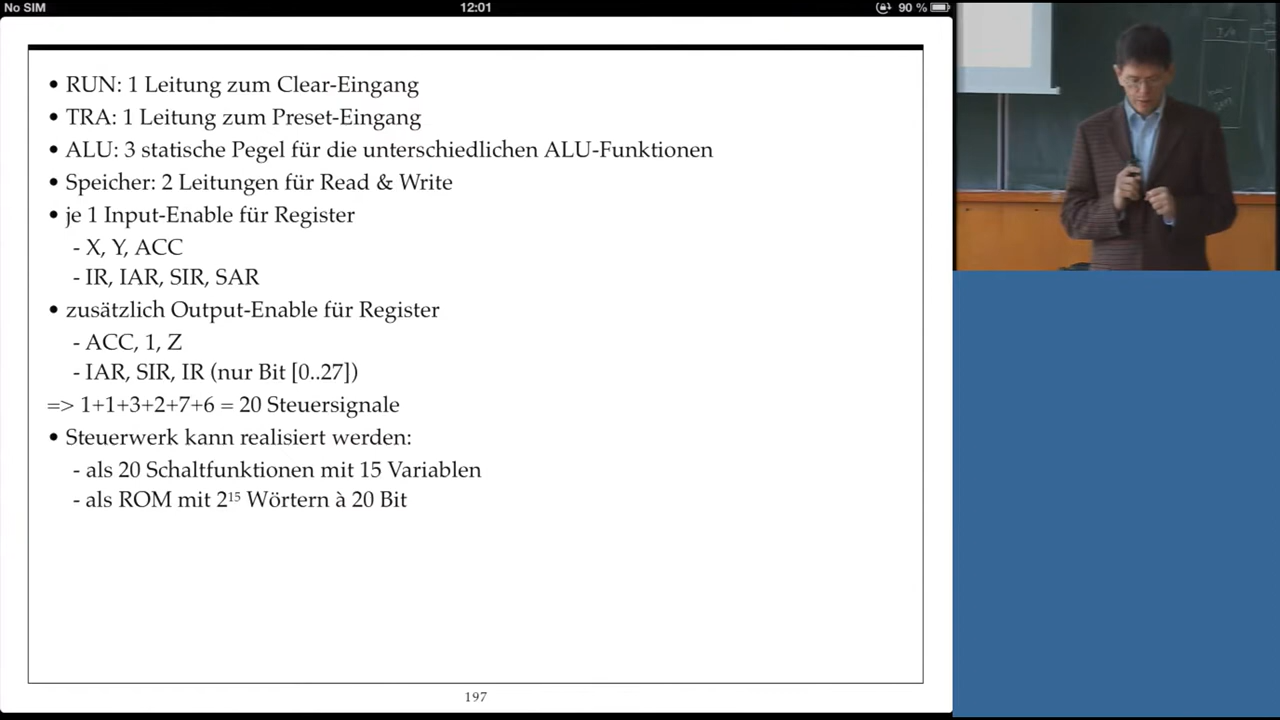 No SIM 12:01 90 %
• RUN: 1 Leitung zum Clear-Eingang
• TRA: 1 Leitung zum Preset-Eingang
• ALU: 3 statische Pegel für die unterschiedlichen ALU-Funktionen
• Speicher: 2 Leitungen für Read & Write
• je 1 Input-Enable für Register
- X, Y, ACC
- IR, IAR, SIR, SAR
• zusätzlich Output-Enable für Register
- ACC, 1, Z
- IAR, SIR, IR (nur Bit [0..27])
=> 1+1+3+2+7+6 = 20 Steuersignale
• Steuerwerk kann realisiert werden:
- als 20 Schaltfunktionen mit 15 Variablen
- als ROM mit 2¹⁵ Wörtern à 20 Bit
197